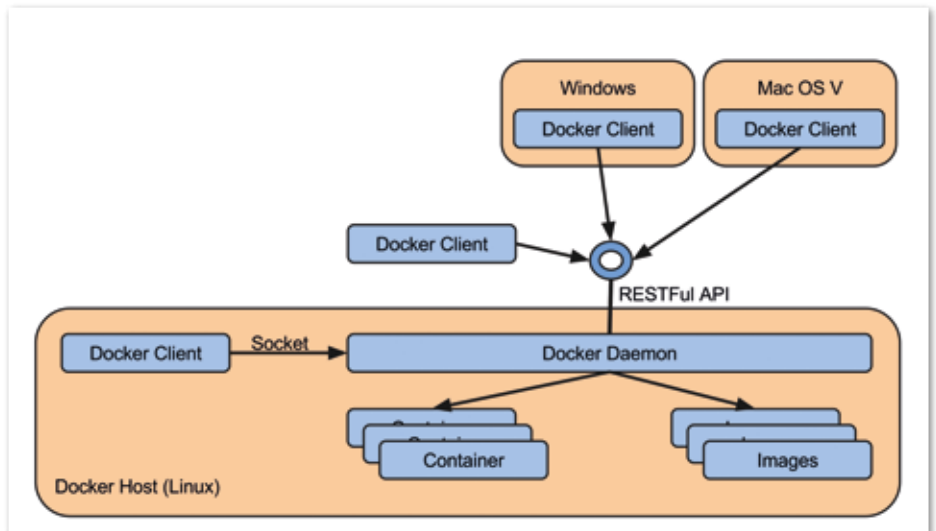 Windows
Mac OS V
Docker Client
Docker Client
Docker Client
RESTFul API
Docker Client
Socket
Docker Daemon
Container
Images
Docker Host (Linux)